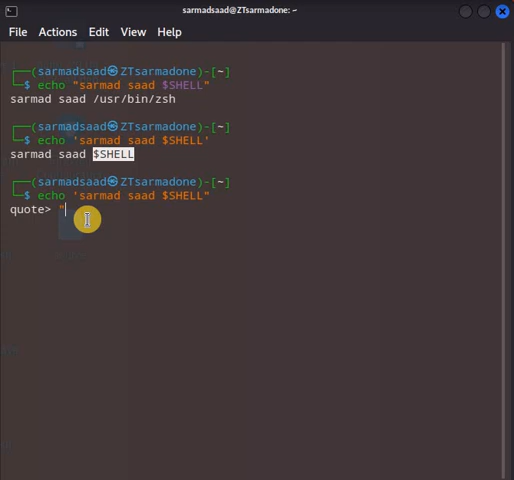 sarmadsaad@ZTsarmadone: ~
File Actions Edit View Help
┌──(sarmadsaad㉿ZTsarmadone)-[~]
└─$ echo "sarmad saad $SHELL"
sarmad saad /usr/bin/zsh
┌──(sarmadsaad㉿ZTsarmadone)-[~]
└─$ echo 'sarmad saad $SHELL'
sarmad saad $SHELL
┌──(sarmadsaad㉿ZTsarmadone)-[~]
└─$ echo 'sarmad saad $SHELL"
quote> "